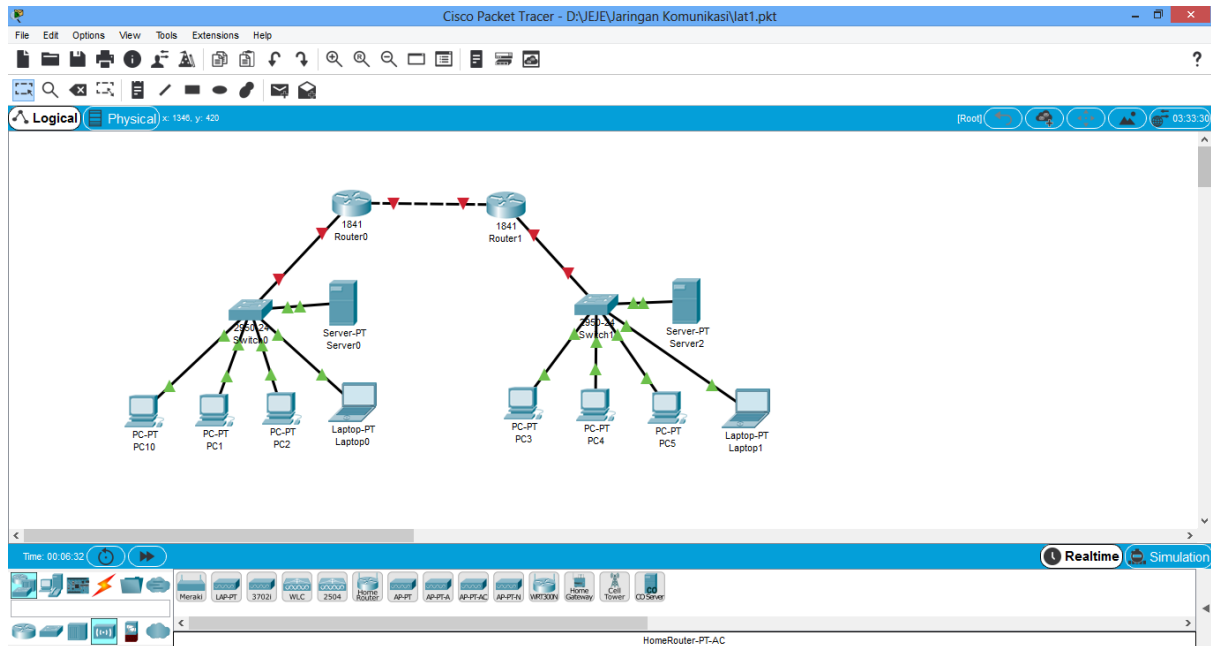 Cisco Packet Tracer - D:\JEJE\Jaringan Komunikasi\lat1.pkt
File Edit Options View Tools Extensions Help
?
Logical Physical x: 1346, y: 420 [Root] 03:33:30
1841
Router0
1841
Router1
2950-24
Switch0
Server-PT
Server0
2950-24
Switch1
Server-PT
Server2
PC-PT
PC10
PC-PT
PC1
PC-PT
PC2
Laptop-PT
Laptop0
PC-PT
PC3
PC-PT
PC4
PC-PT
PC5
Laptop-PT
Laptop1
Time: 00:06:32 Realtime Simulation
Meraki LAP-PT 3702i WLC 2504 Home Router AP-PT AP-PT-A AP-PT-AC AP-PT-N WRT300N Home Gateway Cell Tower CO Server
HomeRouter-PT-AC